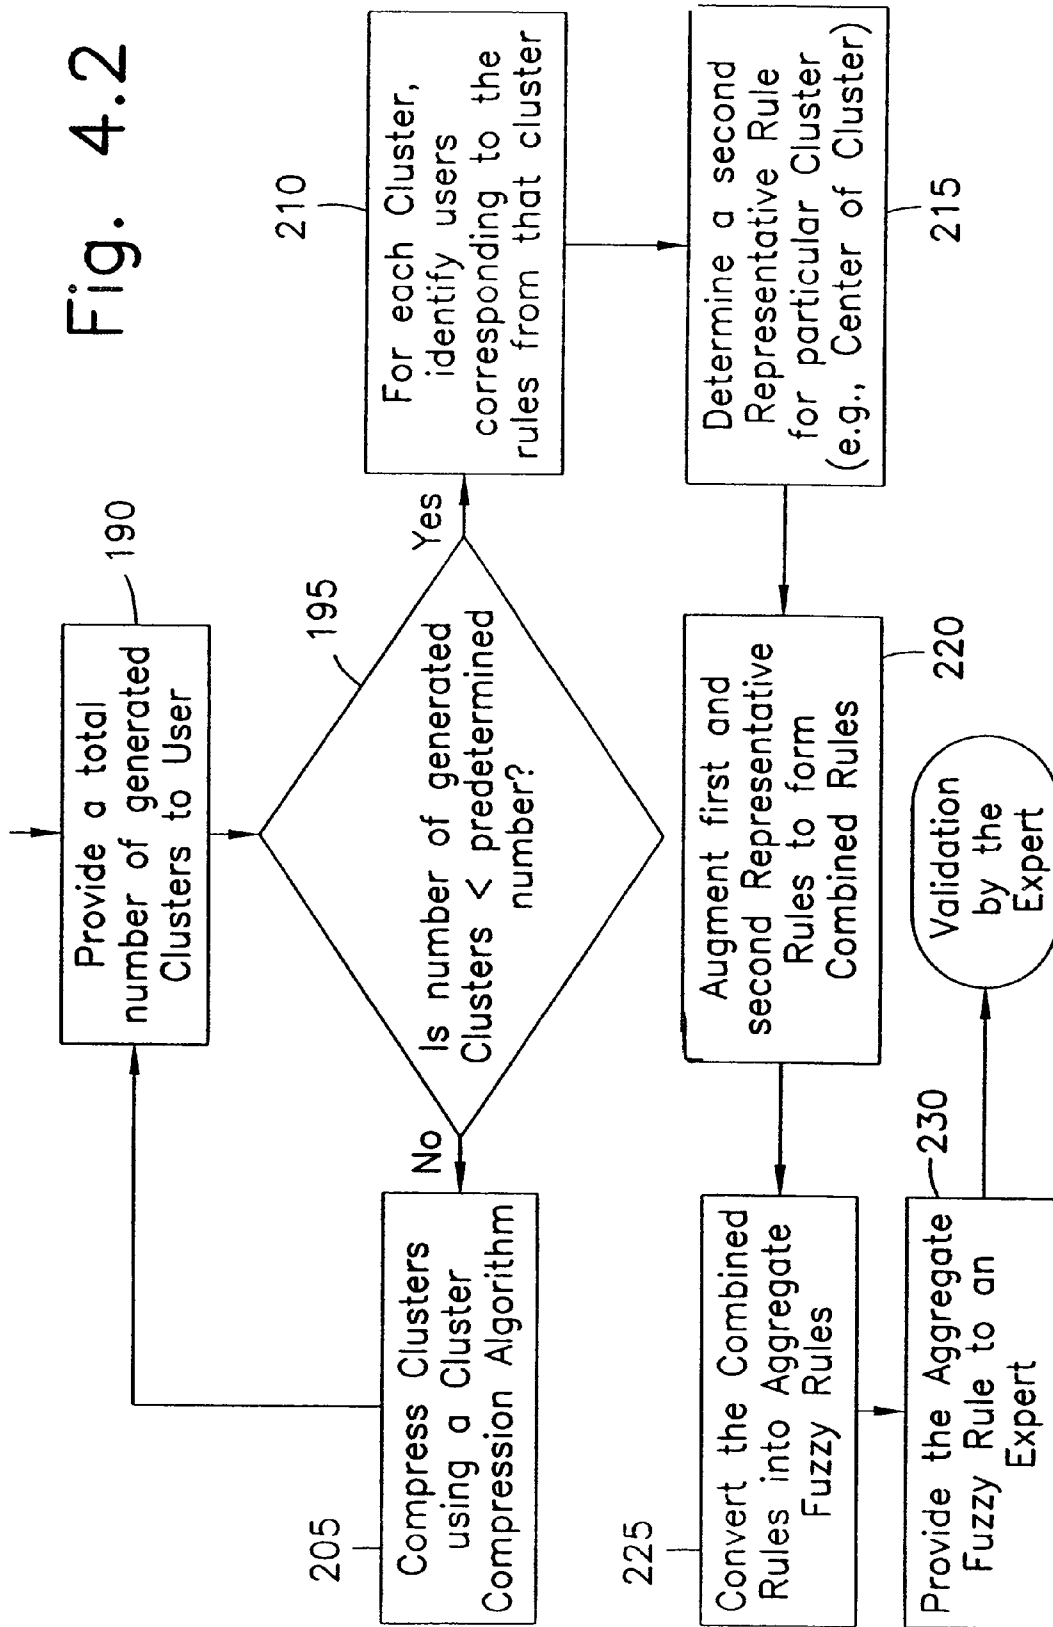 Fig. 4.2
190
Provide a total
number of generated
Clusters to User
195
Is number of generated
Clusters < predetermined
number?
No
Yes
205
Compress Clusters
using a Cluster
Compression Algorithm
210
For each Cluster,
identify users
corresponding to the
rules from that cluster
Determine a second
Representative Rule
for particular Cluster
(e.g., Center of Cluster)
215
Augment first and
second Representative
Rules to form
Combined Rules
220
225
Convert the Combined
Rules into Aggregate
Fuzzy Rules
230
Provide the Aggregate
Fuzzy Rule to an
Expert
Validation
by the
Expert